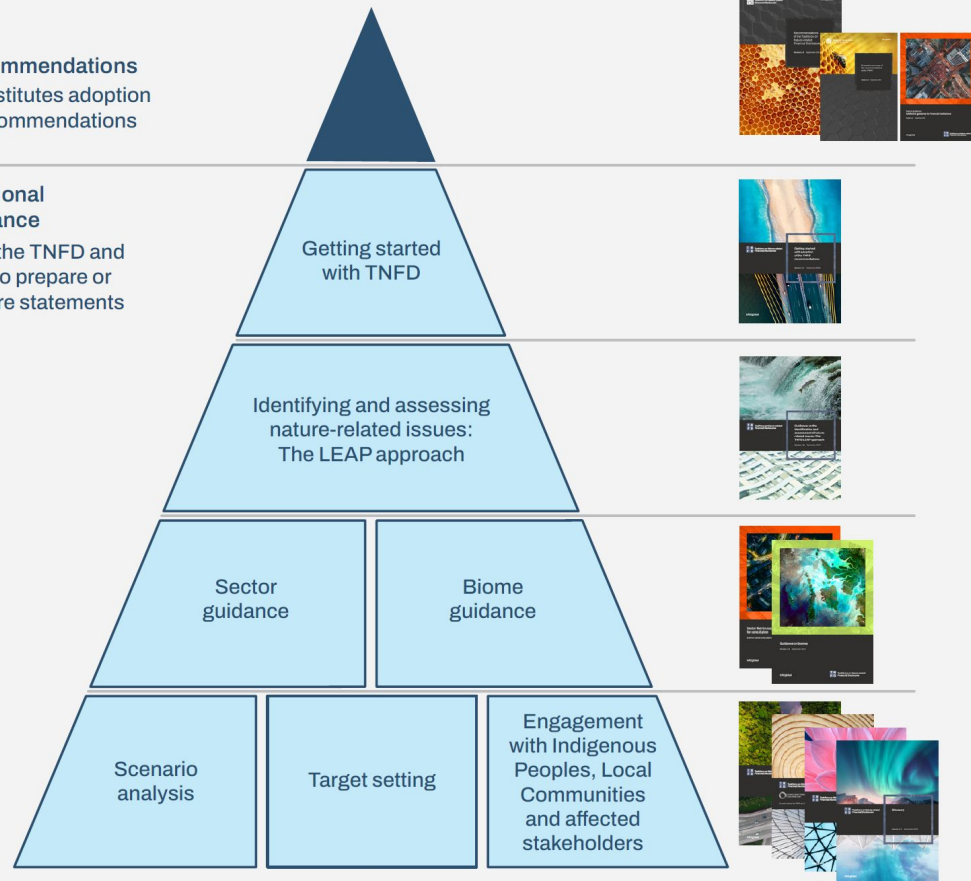 mmendations
stitutes adoption
commendations
ional
ance
the TNFD and
o prepare or
re statements
Getting started
with TNFD
Identifying and assessing
nature-related issues:
The LEAP approach
Sector
guidance
Biome
guidance
Scenario
analysis
Target setting
Engagement
with Indigenous
Peoples, Local
Communities
and affected
stakeholders